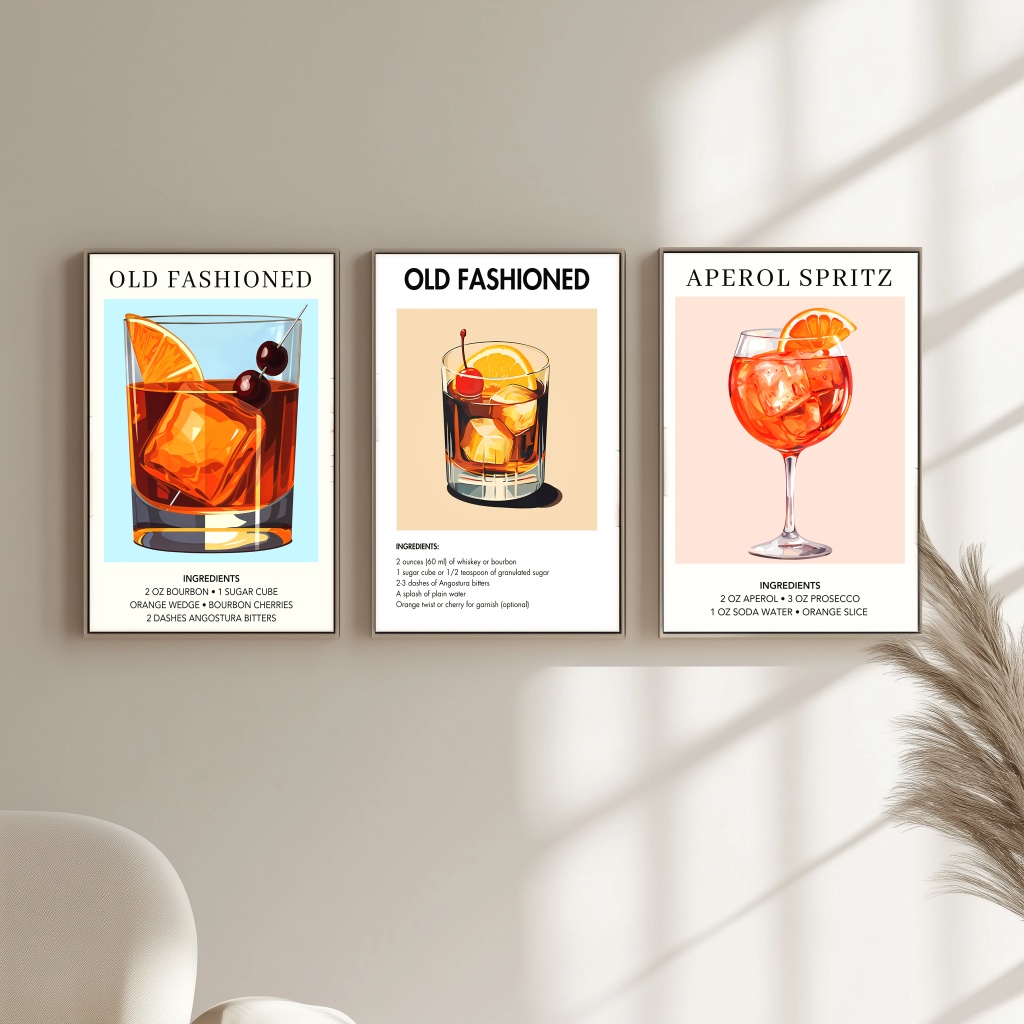 OLD FASHIONED
INGREDIENTS
2 OZ BOURBON • 1 SUGAR CUBE
ORANGE WEDGE • BOURBON CHERRIES
2 DASHES ANGOSTURA BITTERS
OLD FASHIONED
INGREDIENTS:
2 ounces (60 ml) of whiskey or bourbon
1 sugar cube or 1/2 teaspoon of granulated sugar
2-3 dashes of Angostura bitters
A splash of plain water
Orange twist or cherry for garnish (optional)
APEROL SPRITZ
INGREDIENTS
2 OZ APEROL • 3 OZ PROSECCO
1 OZ SODA WATER • ORANGE SLICE